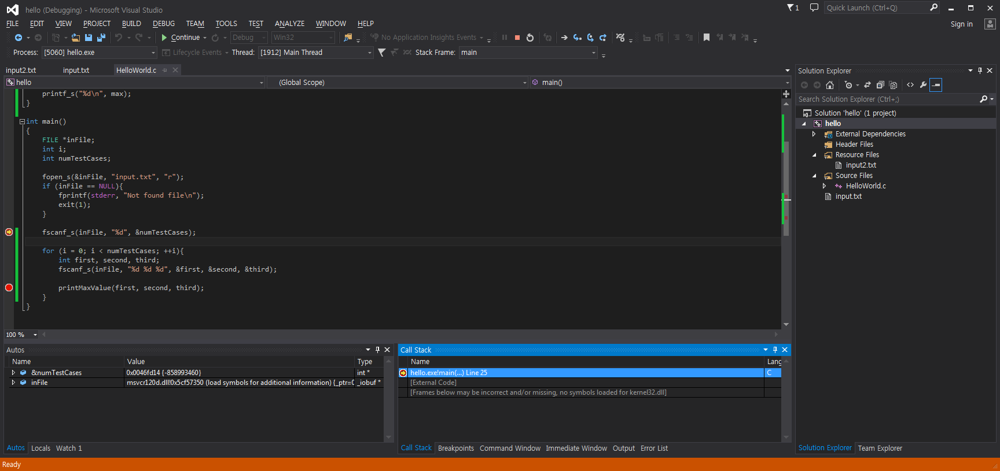 hello (Debugging) - Microsoft Visual Studio
1
Quick Launch (Ctrl+Q)
FILE EDIT VIEW PROJECT BUILD DEBUG TEAM TOOLS TEST ANALYZE WINDOW HELP
Sign in
Continue Debug Win32 No Application Insights Events
Process: [5060] hello.exe Lifecycle Events Thread: [1912] Main Thread Stack Frame: main
input2.txt input.txt HelloWorld.c
hello (Global Scope) main()
printf_s("%d\n", max);
}
int main()
{
FILE *inFile;
int i;
int numTestCases;
fopen_s(&inFile, "input.txt", "r");
if (inFile == NULL){
fprintf(stderr, "Not found file\n");
exit(1);
}
fscanf_s(inFile, "%d", &numTestCases);
for (i = 0; i < numTestCases; ++i){
int first, second, third;
fscanf_s(inFile, "%d %d %d", &first, &second, &third);
printMaxValue(first, second, third);
}
}
100 %
Autos
Name Value Type
&numTestCases 0x0046fd14 {-858993460} int *
inFile msvcr120d.dll!0x5cf57350 (load symbols for additional information) {_ptr=0 _iobuf *
Autos Locals Watch 1
Call Stack
Name Lang
hello.exe!main(...) Line 25 C
[External Code]
[Frames below may be incorrect and/or missing, no symbols loaded for kernel32.dll]
Call Stack Breakpoints Command Window Immediate Window Output Error List
Solution Explorer
Search Solution Explorer (Ctrl+;)
Solution 'hello' (1 project)
hello
External Dependencies
Header Files
Resource Files
input2.txt
Source Files
HelloWorld.c
input.txt
Solution Explorer Team Explorer
Ready